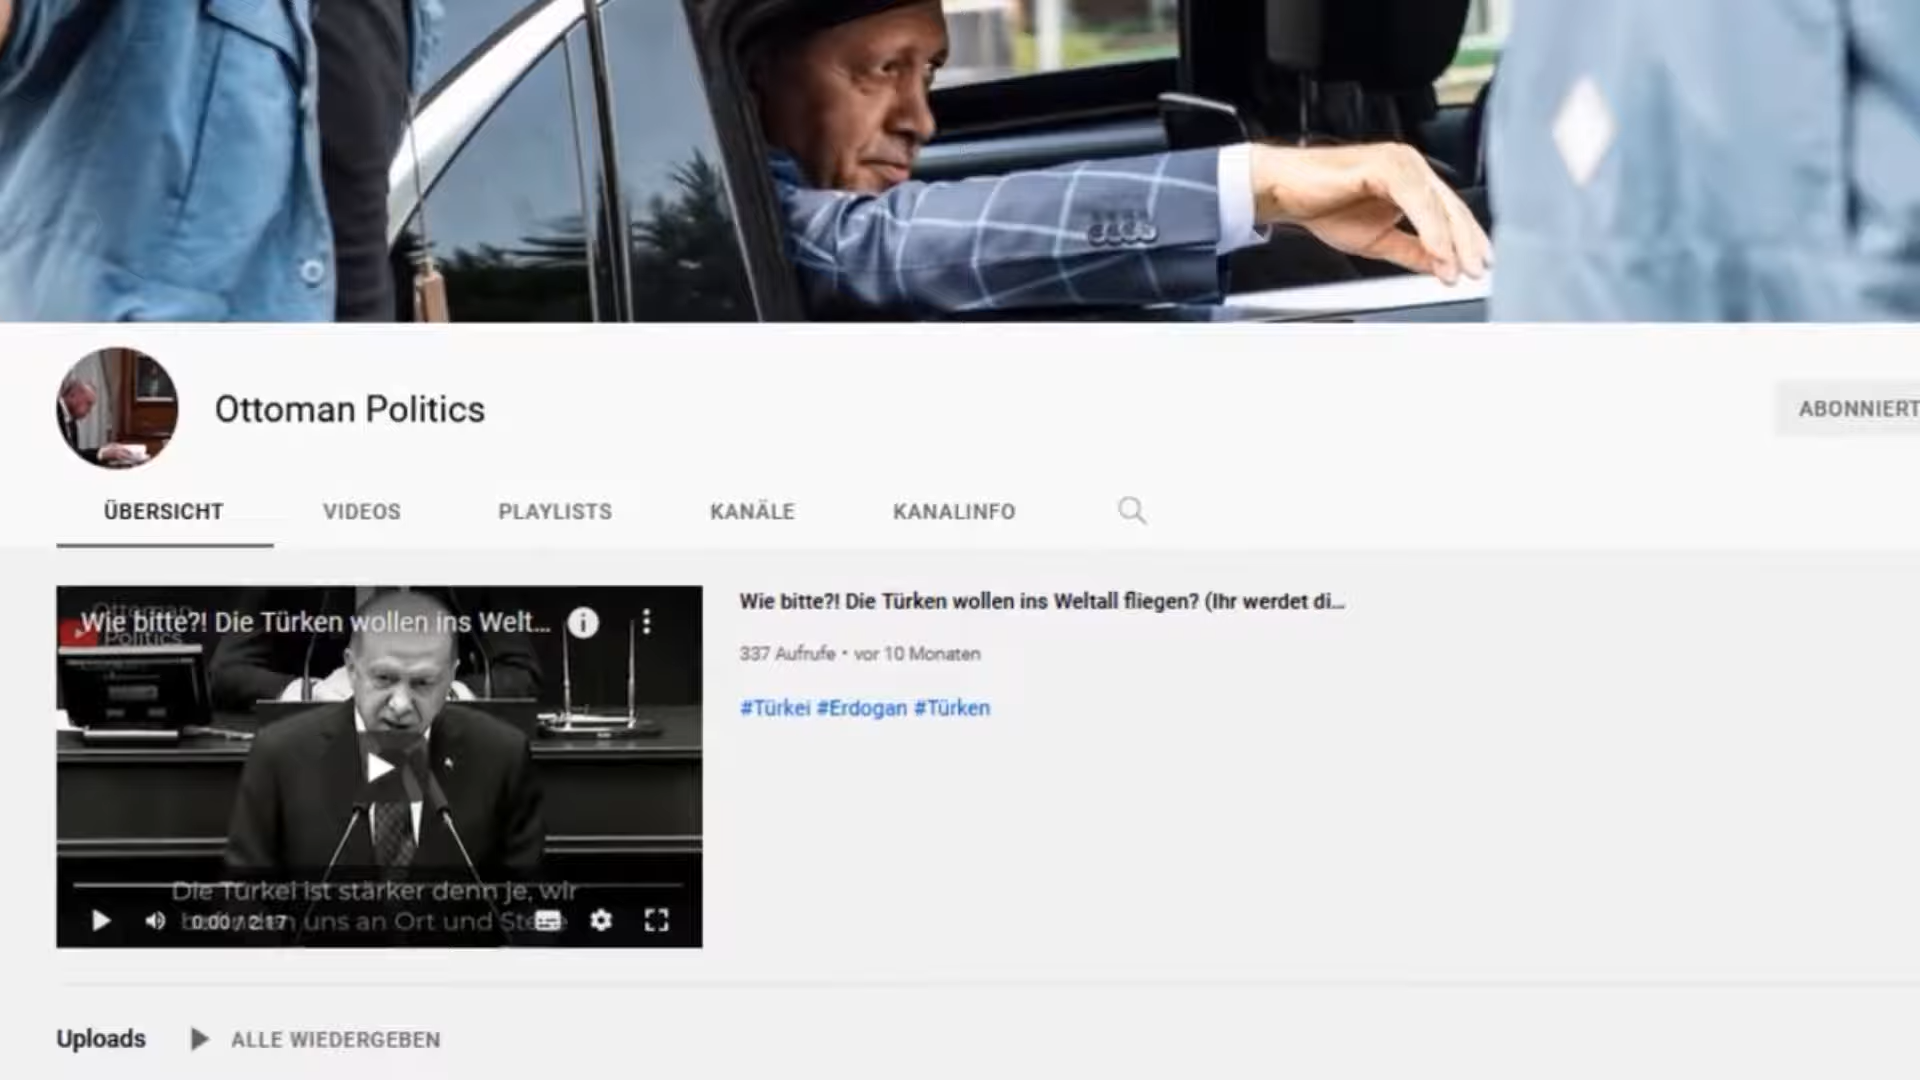 Ottoman Politics
ABONNIERT
ÜBERSICHT
VIDEOS
PLAYLISTS
KANÄLE
KANALINFO
Wie bitte?! Die Türken wollen ins Welt...
Ottoman
Politics
Die Türkei ist stärker denn je, wir
uns an Ort und
0:00 / 2:17
Wie bitte?! Die Türken wollen ins Weltall fliegen? (Ihr werdet di...
337 Aufrufe • vor 10 Monaten
#Türkei #Erdogan #Türken
Uploads
ALLE WIEDERGEBEN